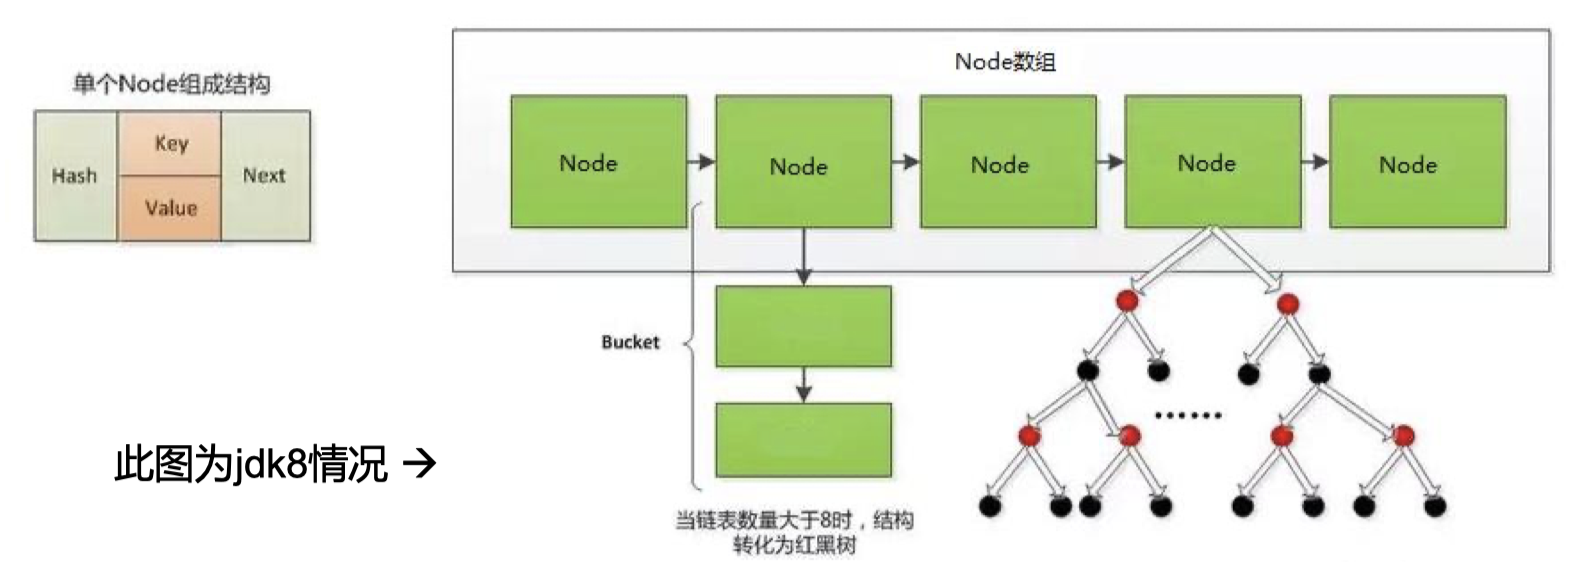 单个Node组成结构
Hash
Key
Value
Next
Node数组
Node
Node
Node
Node
Node
Bucket
此图为jdk8情况 →
当链表数量大于8时，结构
转化为红黑树
......